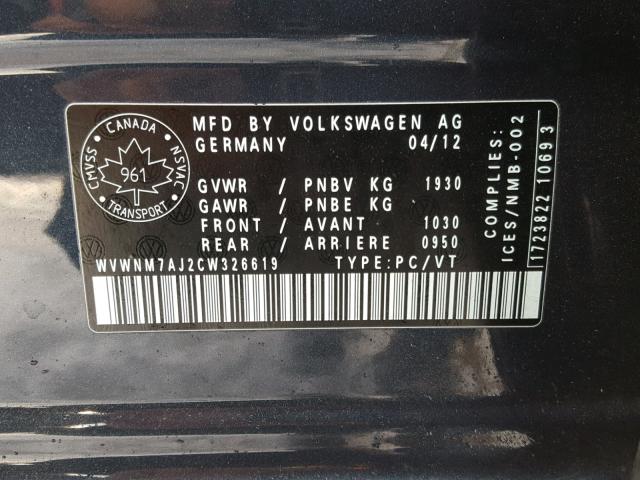 CANADA
CMVSS
NSVAC
961
TRANSPORT
MFD BY VOLKSWAGEN AG
GERMANY 04/12
GVWR / PNBV KG 1930
GAWR / PNBE KG
FRONT / AVANT 1030
REAR / ARRIERE 0950
WVWNM7AJ2CW326619 TYPE:PC/VT
COMPLIES:
ICES/NMB-002
1723822 10693